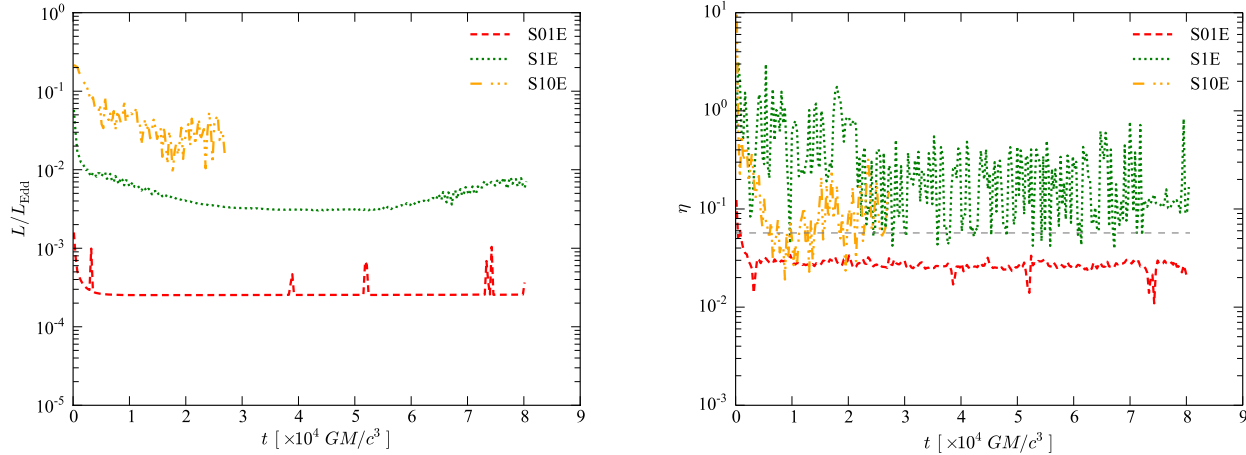 10^0
10^-1
10^-2
10^-3
10^-4
10^-5
L/L_Edd
0 1 2 3 4 5 6 7 8 9
t [ ×10^4 GM/c^3 ]
S01E
S1E
S10E
10^1
10^0
10^-1
10^-2
10^-3
η
0 1 2 3 4 5 6 7 8 9
t [ ×10^4 GM/c^3 ]
S01E
S1E
S10E